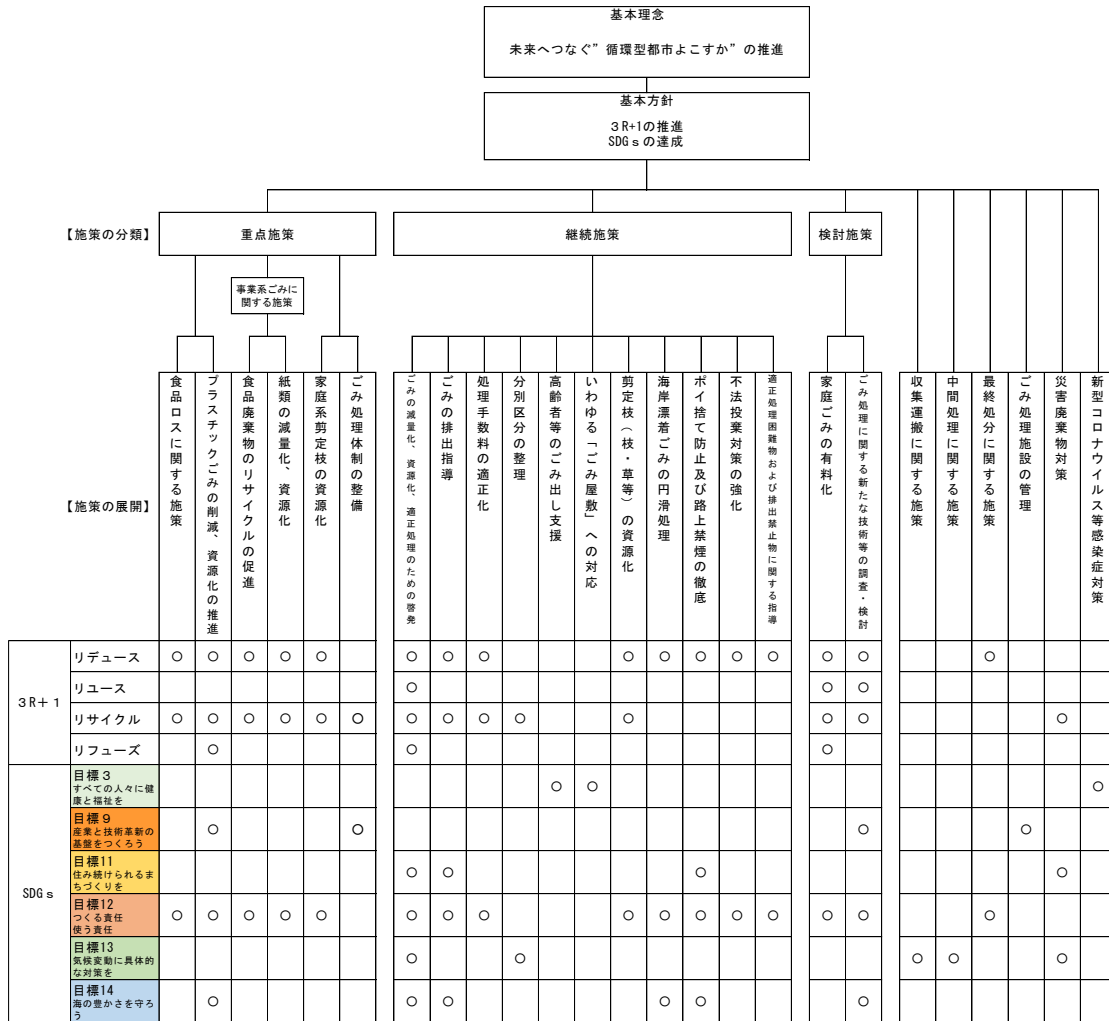 基本理念
未来へつなぐ”循環型都市よこすか”の推進
基本方針
３R+1の推進
SDGｓの達成
【施策の分類】
重点施策
継続施策
検討施策
事業系ごみに
関する施策
【施策の展開】
食品ロスに関する施策
プラスチックごみの削減、資源化の推進
食品廃棄物のリサイクルの促進
紙類の減量化、資源化
家庭系剪定枝の資源化
ごみ処理体制の整備
ごみの減量化、資源化、適正処理のための啓発
ごみの排出指導
処理手数料の適正化
分別区分の整理
高齢者等のごみ出し支援
いわゆる「ごみ屋敷」への対応
剪定枝（枝・草等）の資源化
海岸漂着ごみの円滑処理
ポイ捨て防止及び路上禁煙の徹底
不法投棄対策の強化
適正処理困難物および排出禁止物に関する指導
家庭ごみの有料化
ごみ処理に関する新たな技術等の調査・検討
収集運搬に関する施策
中間処理に関する施策
最終処分に関する施策
ごみ処理施設の管理
災害廃棄物対策
新型コロナウイルス等感染症対策
３R＋１
リデュース ○ ○ ○ ○ ○ ○ ○ ○ ○ ○ ○ ○ ○ ○ ○ ○
リユース ○ ○ ○
リサイクル ○ ○ ○ ○ ○ ○ ○ ○ ○ ○ ○ ○ ○ ○
リフューズ ○ ○ ○
SDGｓ
目標３
すべての人々に健
康と福祉を
○ ○ ○
目標９
産業と技術革新の
基盤をつくろう
○ ○ ○ ○
目標11
住み続けられるま
ちづくりを
○ ○ ○ ○
目標12
つくる責任
使う責任
○ ○ ○ ○ ○ ○ ○ ○ ○ ○ ○ ○ ○ ○ ○ ○
目標13
気候変動に具体的
な対策を
○ ○ ○ ○ ○
目標14
海の豊かさを守ろ
う
○ ○ ○ ○ ○ ○